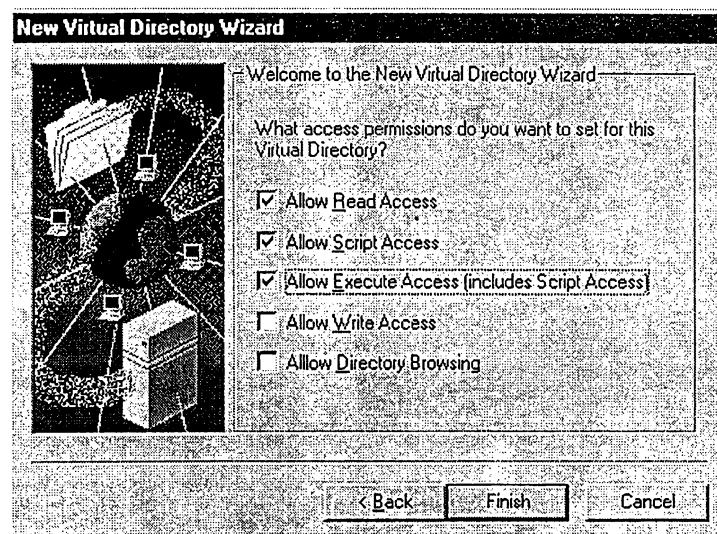 New Virtual Directory Wizard
Welcome to the New Virtual Directory Wizard
What access permissions do you want to set for this
Virtual Directory?
Allow Read Access
Allow Script Access
Allow Execute Access (includes Script Access)
Allow Write Access
Alllow Directory Browsing
< Back
Finish
Cancel